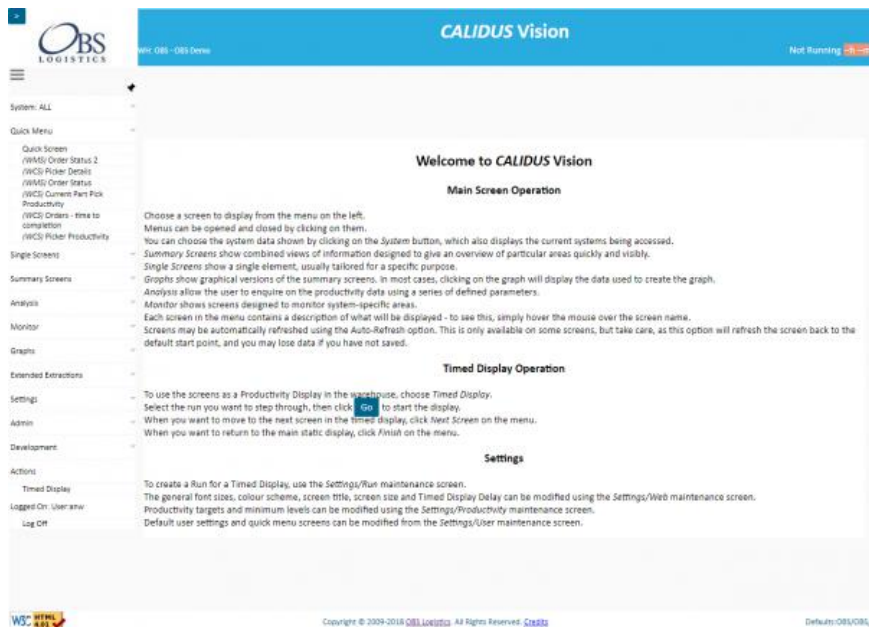 »
OBS
LOGISTICS
CALIDUS Vision
WH: OBS - OBS Demo
Not Running --h --m
System: ALL
Quick Menu
Quick Screen
(WMS) Order Status 2
(WCS) Picker Details
(WMS) Order Status
(WCS) Current Part Pick
Productivity
(WCS) Orders - time to
completion
(WCS) Picker Productivity
Single Screens
Summary Screens
Analysis
Monitor
Graphs
Extended Extractions
Settings
Admin
Development
Actions
Timed Display
Logged On: User anw
Log Off
Welcome to CALIDUS Vision
Main Screen Operation
Choose a screen to display from the menu on the left.
Menus can be opened and closed by clicking on them.
You can choose the system data shown by clicking on the System button, which also displays the current systems being accessed.
Summary Screens show combined views of information designed to give an overview of particular areas quickly and visibly.
Single Screens show a single element, usually tailored for a specific purpose.
Graphs show graphical versions of the summary screens. In most cases, clicking on the graph will display the data used to create the graph.
Analysis allow the user to enquire on the productivity data using a series of defined parameters.
Monitor shows screens designed to monitor system-specific areas.
Each screen in the menu contains a description of what will be displayed - to see this, simply hover the mouse over the screen name.
Screens may be automatically refreshed using the Auto-Refresh option. This is only available on some screens, but take care, as this option will refresh the screen back to the
default start point, and you may lose data if you have not saved.
Timed Display Operation
To use the screens as a Productivity Display in the warehouse, choose Timed Display.
Select the run you want to step through, then click Go to start the display.
When you want to move to the next screen in the timed display, click Next Screen on the menu.
When you want to return to the main static display, click Finish on the menu.
Settings
To create a Run for a Timed Display, use the Settings/Run maintenance screen.
The general font sizes, colour scheme, screen title, screen size and Timed Display Delay can be modified using the Settings/Web maintenance screen.
Productivity targets and minimum levels can be modified using the Settings/Productivity maintenance screen.
Default user settings and quick menu screens can be modified from the Settings/User maintenance screen.
W3C HTML 4.01
Copyright © 2009-2016 OBS Logistics. All Rights Reserved. Credits
Defaults:OBS/OBS/